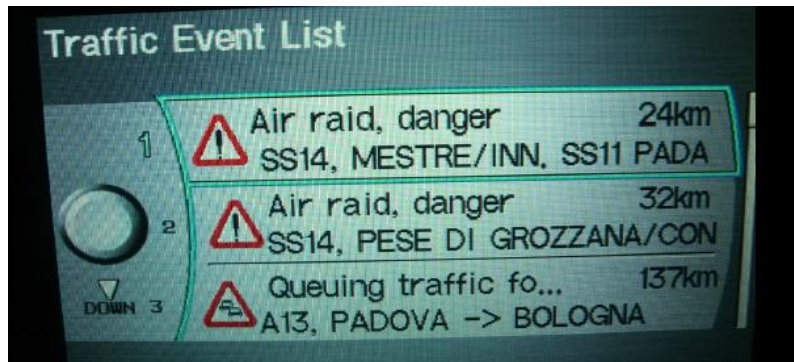 Traffic Event List
1
Air raid, danger 24km
SS14, MESTRE/INN. SS11 PADA
2
Air raid, danger 32km
SS14, PESE DI GROZZANA/CON
DOWN 3
Queuing traffic fo... 137km
A13, PADOVA -> BOLOGNA